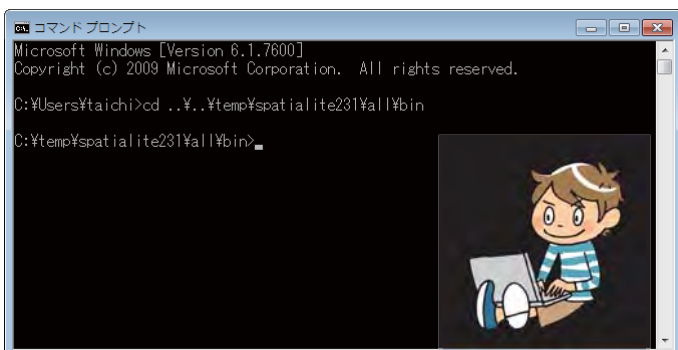 コマンド プロンプト
Microsoft Windows [Version 6.1.7600]
Copyright (c) 2009 Microsoft Corporation.  All rights reserved.
C:¥Users¥taichi>cd ..¥..¥temp¥spatialite231¥all¥bin
C:¥temp¥spatialite231¥all¥bin>